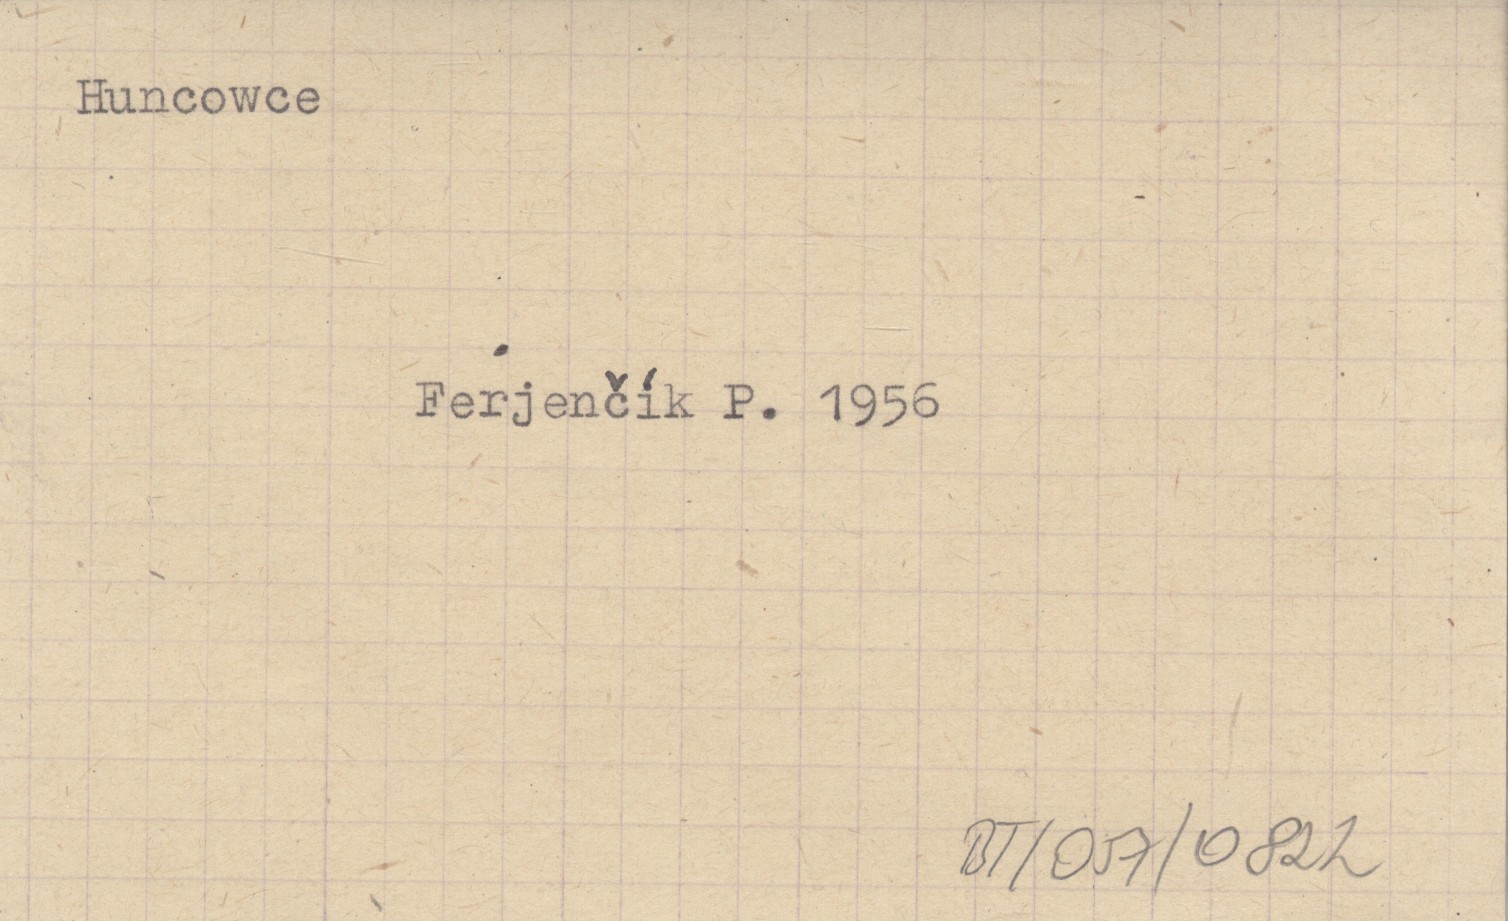 Huncowce
Ferjenčík P. 1956
BT/057/0822